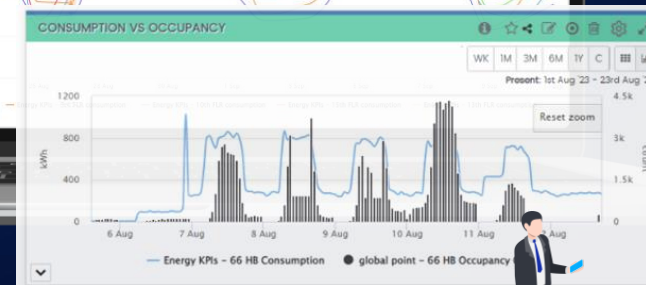 CONSUMPTION VS OCCUPANCY
WK 1M 3M 6M 1Y C
Present: 1st Aug '23 - 23rd Aug '2
Reset zoom
1200
800
400
0
kWh
4.5k
3k
1.5k
0
6 Aug 7 Aug 8 Aug 9 Aug 10 Aug 11 Aug Aug
Energy KPIs - 66 HB Consumption global point - 66 HB Occupancy